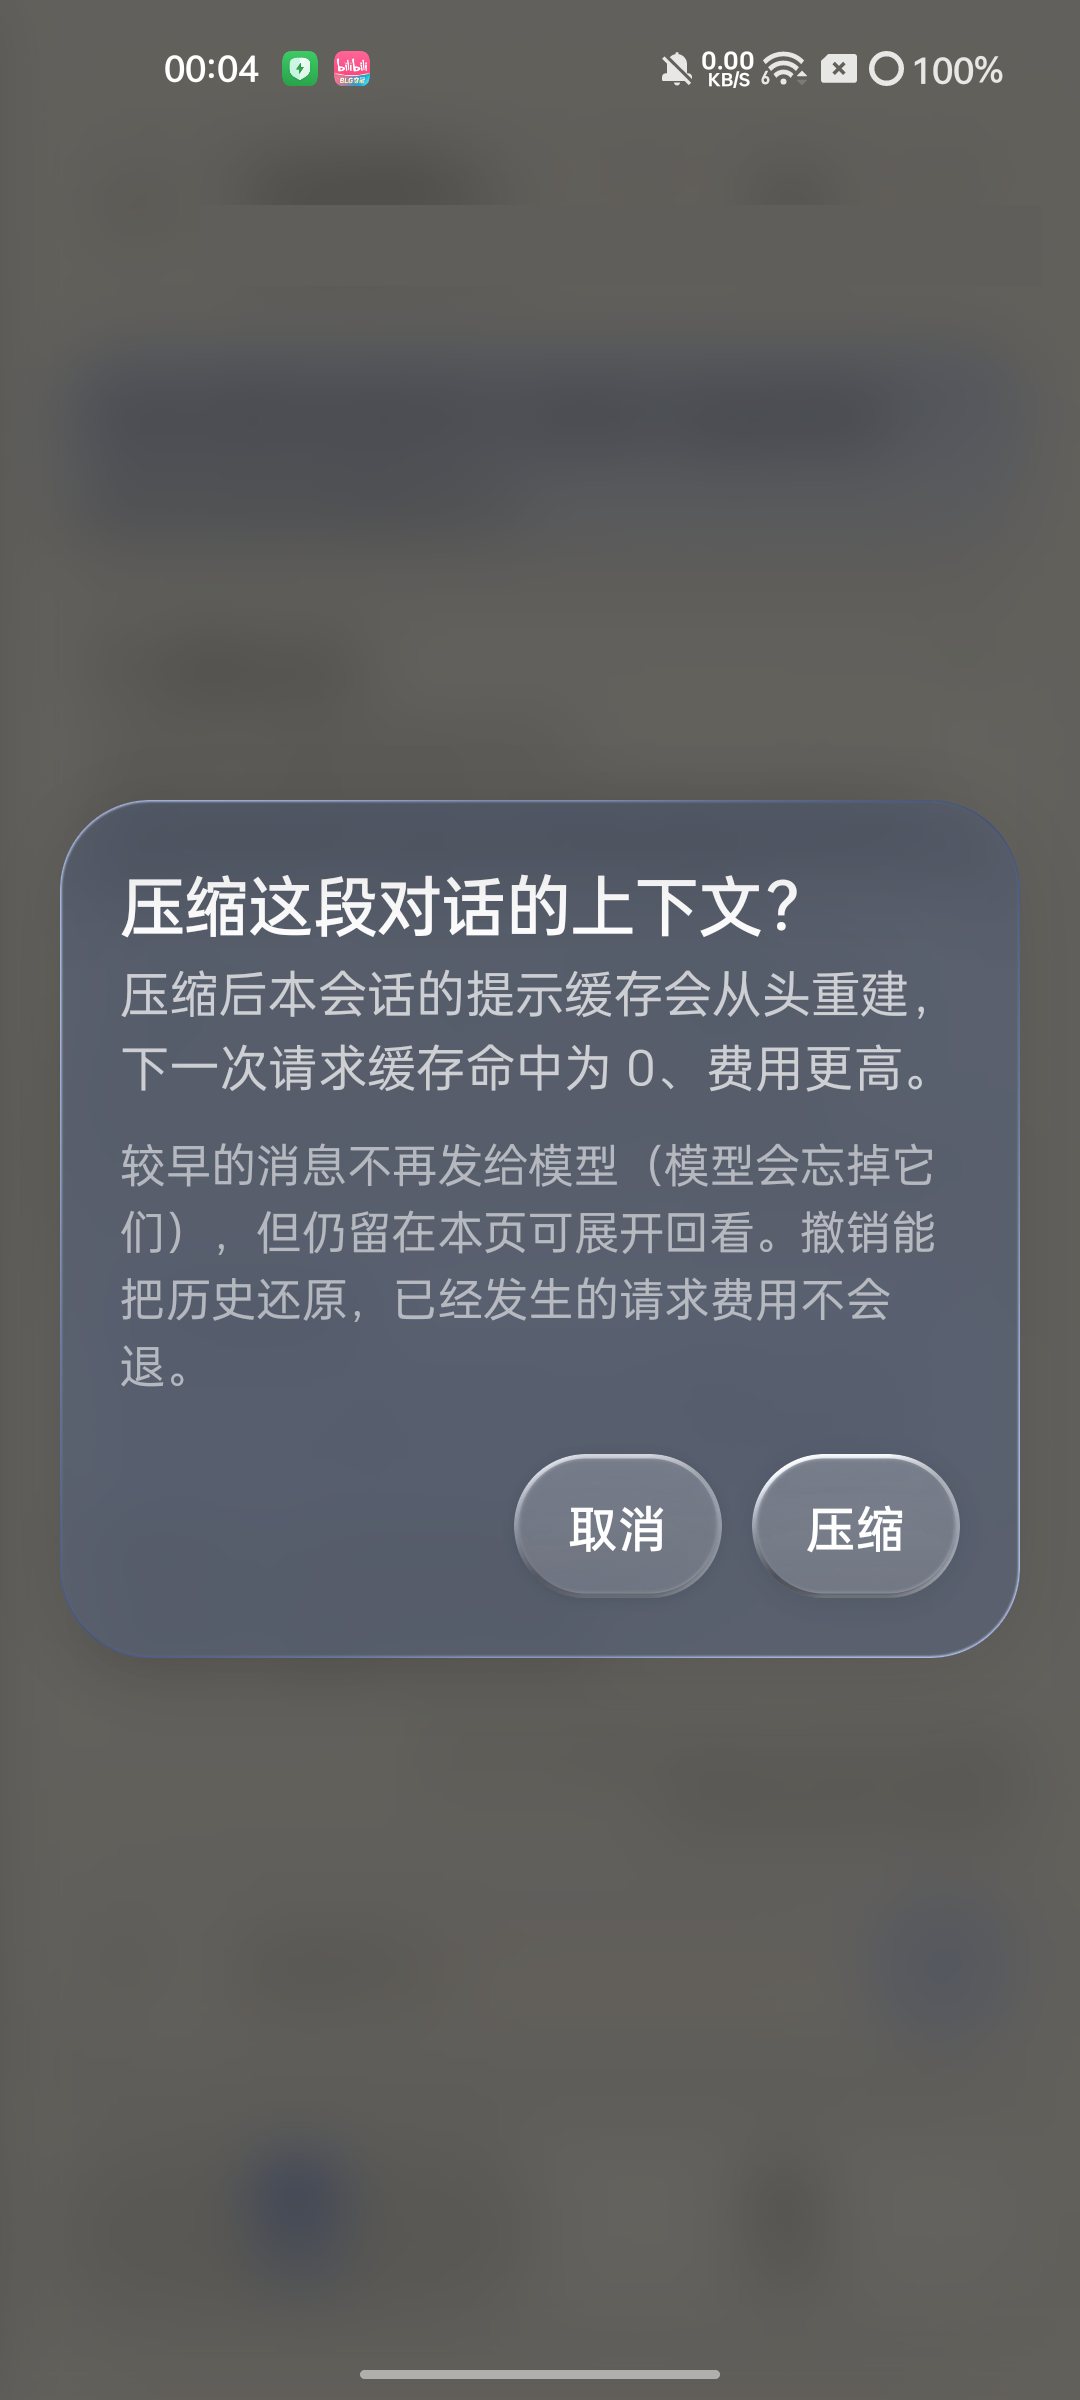 00:04
bilibili
0.00
KB/S
6
100%
压缩这段对话的上下文？
压缩后本会话的提示缓存会从头重建，
下一次请求缓存命中为 0、费用更高。
较早的消息不再发给模型（模型会忘掉它
们），但仍留在本页可展开回看。撤销能
把历史还原，已经发生的请求费用不会
退。
取消
压缩